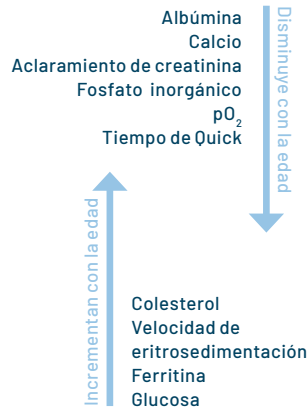 Albúmina
Calcio
Aclaramiento de creatinina
Fosfato inorgánico
pO₂
Tiempo de Quick
Disminuye con la edad
Incrementan con la edad
Colesterol
Velocidad de
eritrosedimentación
Ferritina
Glucosa